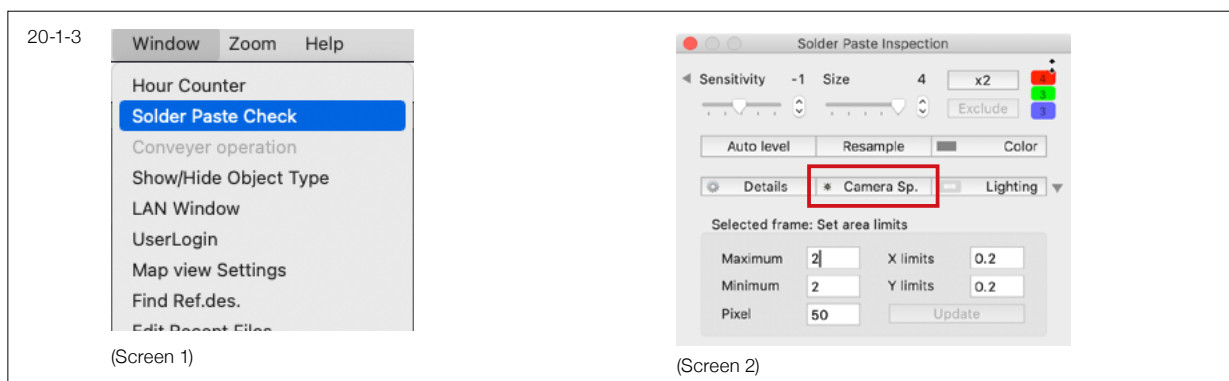 20-1-3
Window Zoom Help
Hour Counter
Solder Paste Check
Conveyer operation
Show/Hide Object Type
LAN Window
UserLogin
Map view Settings
Find Ref.des.
Edit Recent Files
(Screen 1)
Solder Paste Inspection
Sensitivity -1 Size 4 x2 4
3
Exclude 3
Auto level Resample Color
Details Camera Sp. Lighting
Selected frame: Set area limits
Maximum 2 X limits 0.2
Minimum 2 Y limits 0.2
Pixel 50 Update
(Screen 2)